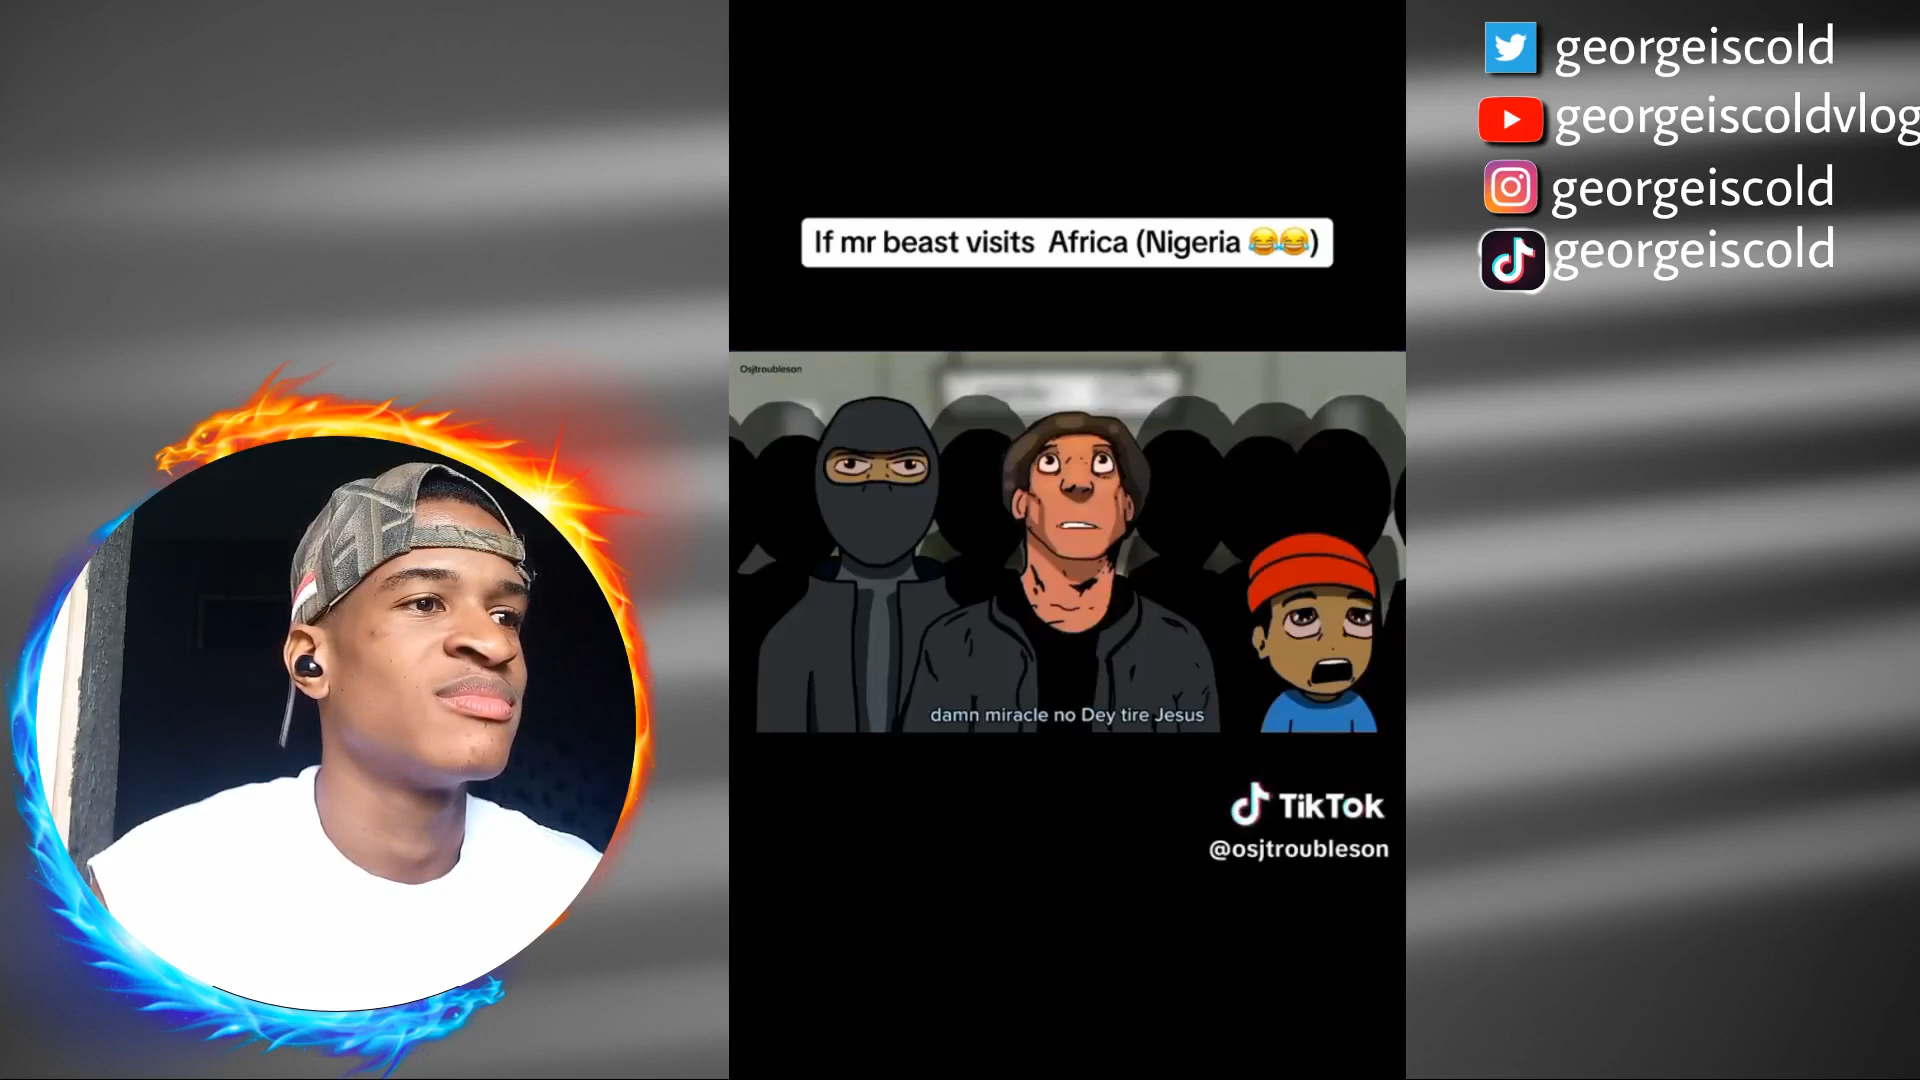 georgeiscold
georgeiscoldvlog
georgeiscold
georgeiscold
If mr beast visits Africa (Nigeria 😂😂)
Osjtroubleson
damn miracle no Dey tire Jesus
TikTok
@osjtroubleson